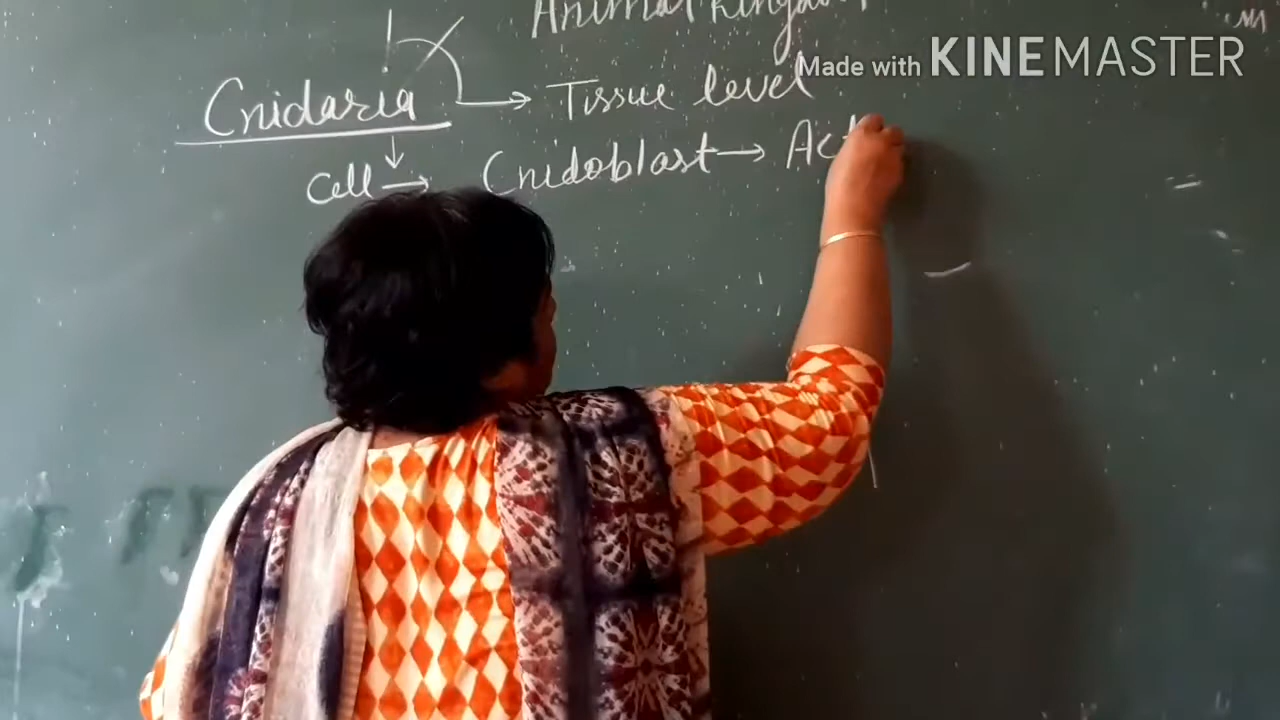 Animal Kingdom
Made with KINEMASTER
Cnidaria → Tissue level
Cell → Cnidoblast → Act